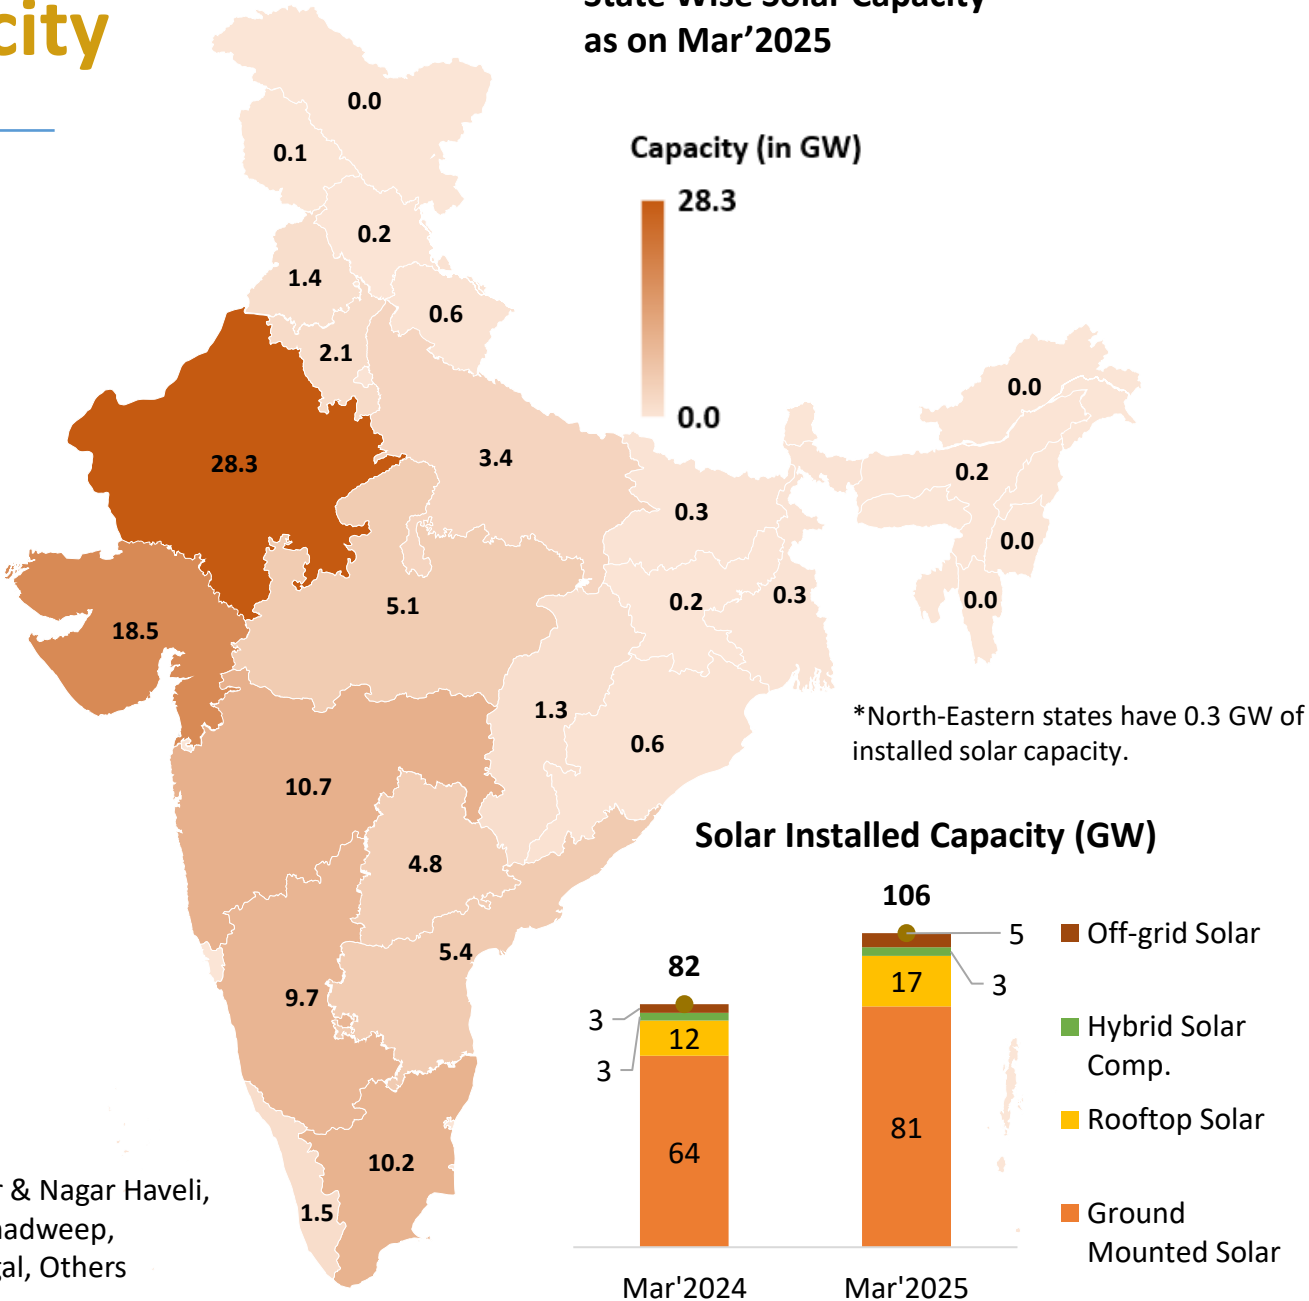 city
State Wise Solar Capacity
as on Mar’2025
Capacity (in GW)
28.3
0.0
0.0
0.1
0.2
1.4
0.6
2.1
28.3
3.4
0.3
0.0
0.2
0.0
0.0
18.5
5.1
0.2
0.3
1.3
0.6
10.7
4.8
5.4
9.7
10.2
1.5
*North-Eastern states have 0.3 GW of
installed solar capacity.
Solar Installed Capacity (GW)
82
3
3
12
64
106
5
3
17
81
Mar'2024
Mar'2025
Off-grid Solar
Hybrid Solar
Comp.
Rooftop Solar
Ground
Mounted Solar
& Nagar Haveli,
Others